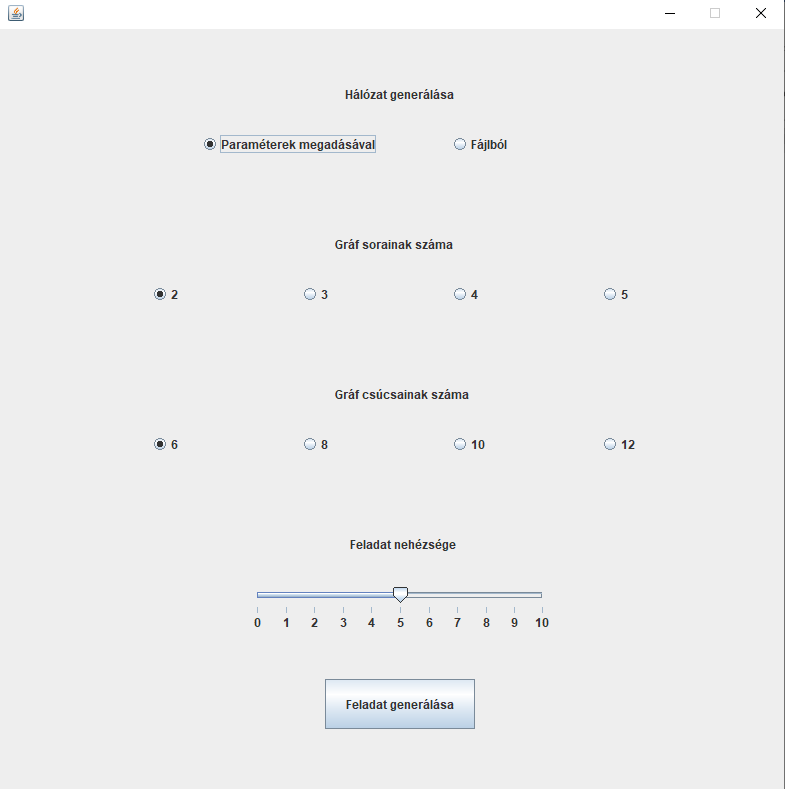 Hálózat generálása
Paraméterek megadásával Fájlból
Gráf sorainak száma
2 3 4 5
Gráf csúcsainak száma
6 8 10 12
Feladat nehézsége
0 1 2 3 4 5 6 7 8 9 10
Feladat generálása